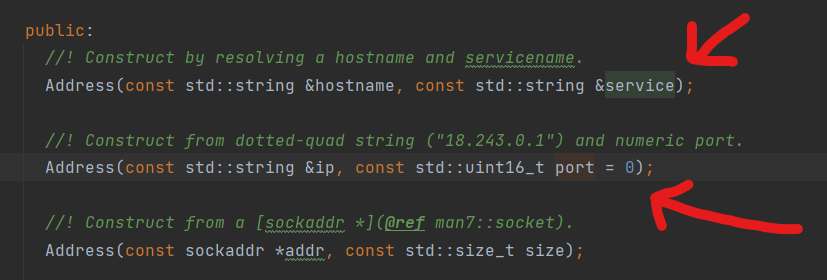 public:
//! Construct by resolving a hostname and servicename.
Address(const std::string &hostname, const std::string &service);
//! Construct from dotted-quad string ("18.243.0.1") and numeric port.
Address(const std::string &ip, const std::uint16_t port = 0);
//! Construct from a [sockaddr *](@ref man7::socket).
Address(const sockaddr *addr, const std::size_t size);